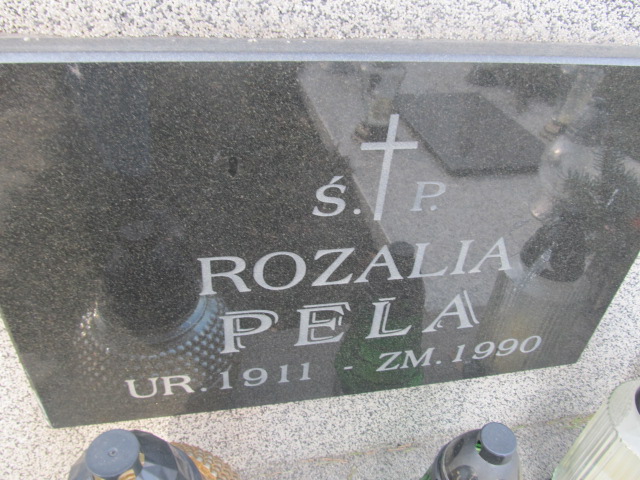 Ś. P.
ROZALIA
PELA
UR. 1911 - ZM. 1990